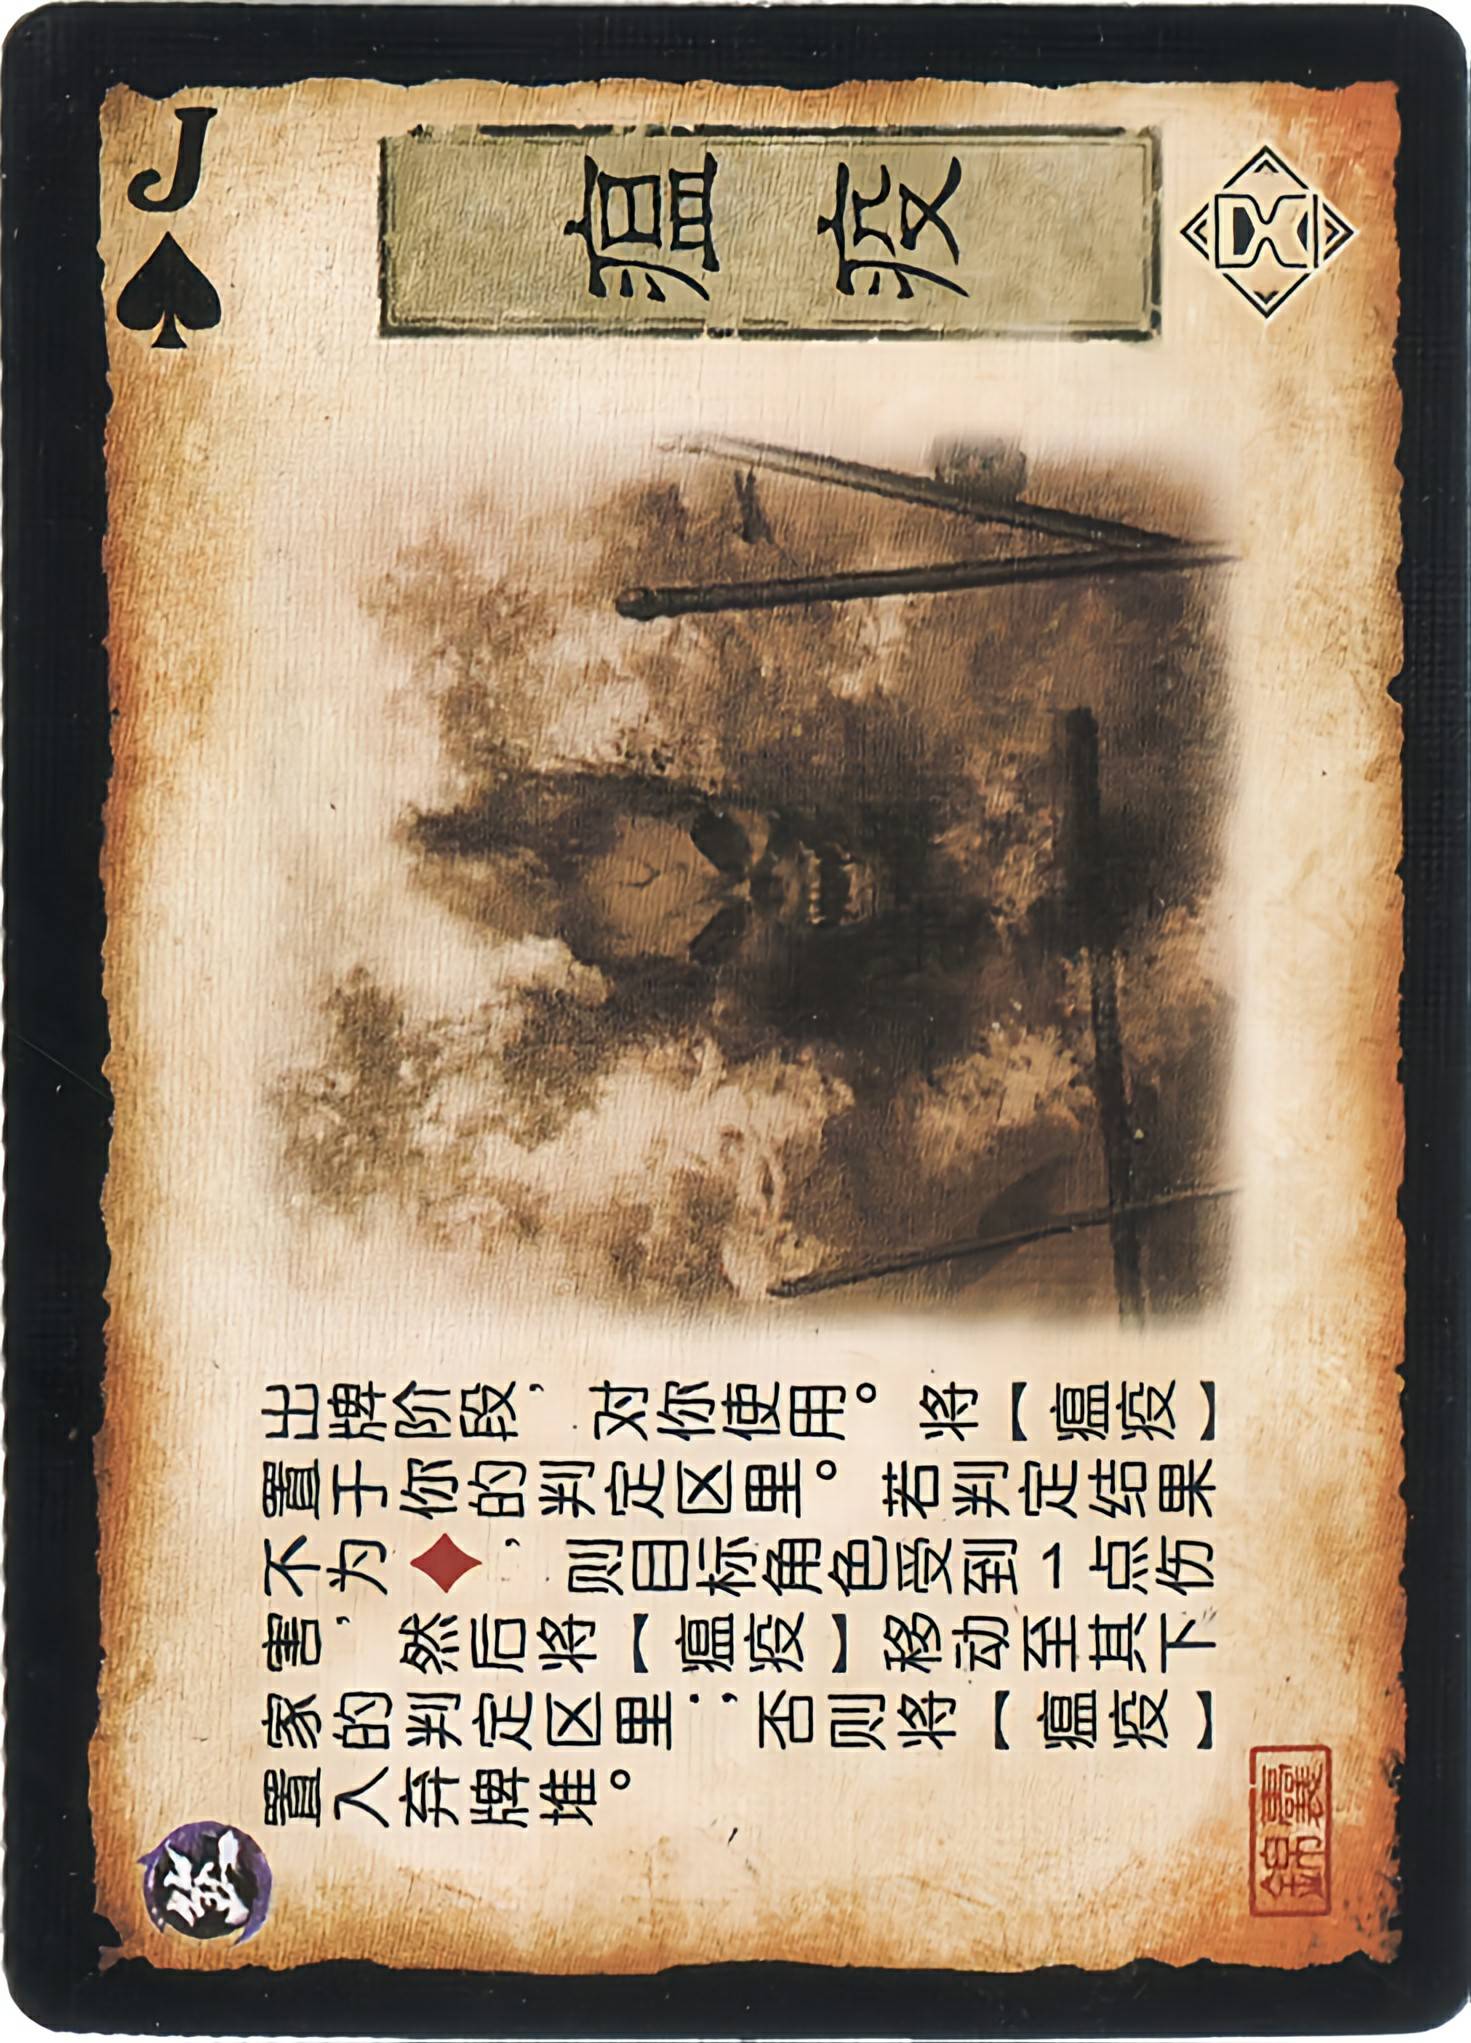 J
瘟疫
出牌阶段，对你使用。将【瘟疫】
置于你的判定区里。若判定结果
不为♦，则目标角色受到1点伤
害，然后将【瘟疫】移动至其下
家的判定区里；否则将【瘟疫】
置入弃牌堆。